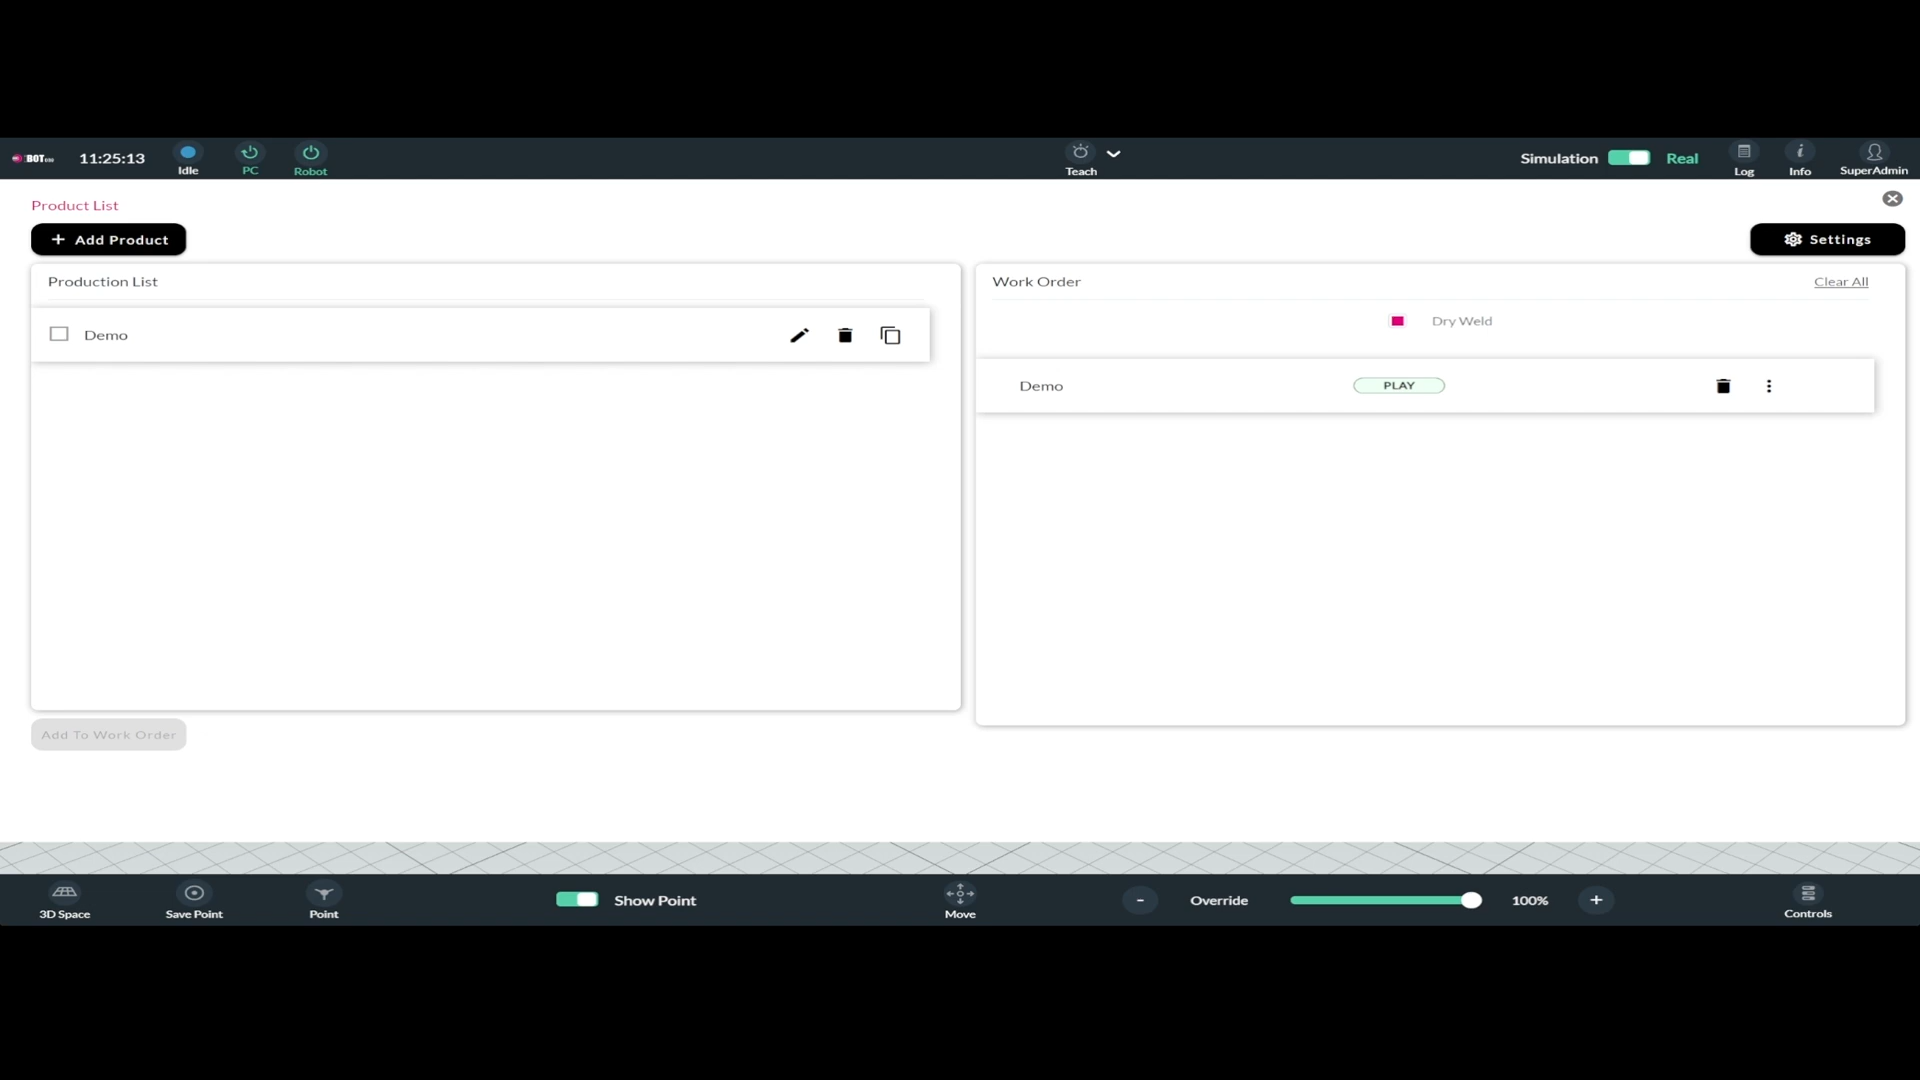 BOT
11:25:13
Idle
PC
Robot
Teach
Simulation
Real
Log
Info
SuperAdmin
Product List
+ Add Product
Settings
Production List
Demo
Work Order
Clear All
Dry Weld
Demo
PLAY
Add To Work Order
3D Space
Save Point
Point
Show Point
Move
-
Override
100%
+
Controls